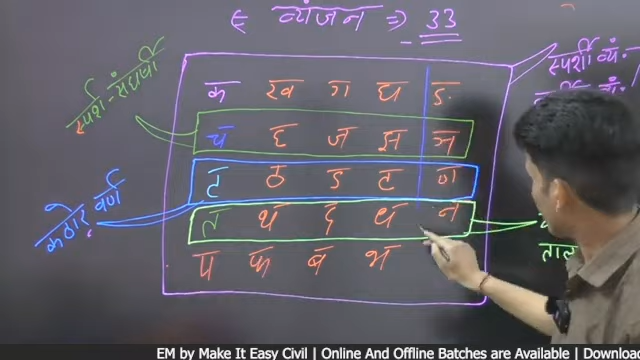 व्यंजन => 33
स्पर्शी व्यं.
स्पर्श-संघर्षी
क ख ग घ ङ
च छ ज झ ञ
ट ठ ड ढ ण
कठोर वर्ण
त थ द ध न
प फ ब भ
EM by Make It Easy Civil | Online And Offline Batches are Available | Downloa